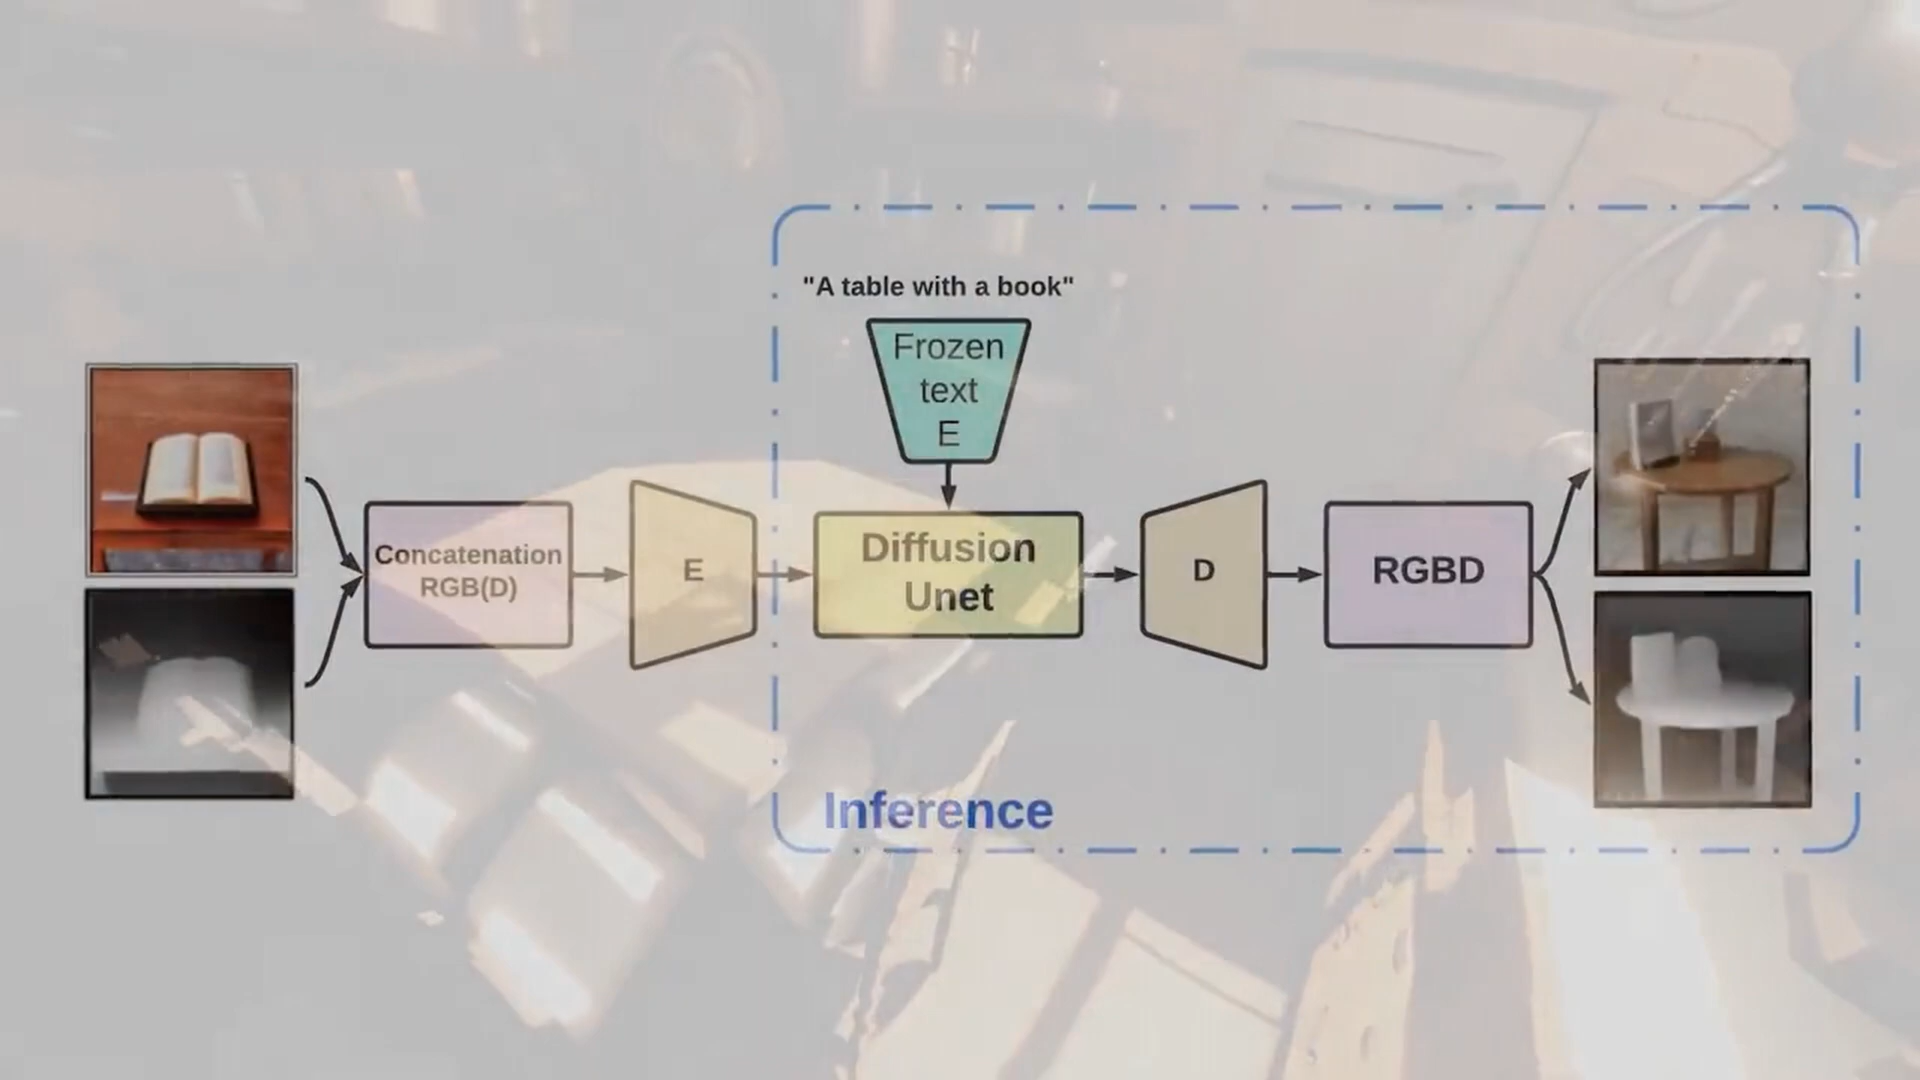 "A table with a book"
Frozen
text
E
Concatenation
RGB(D)
E
Diffusion
Unet
D
RGBD
Inference